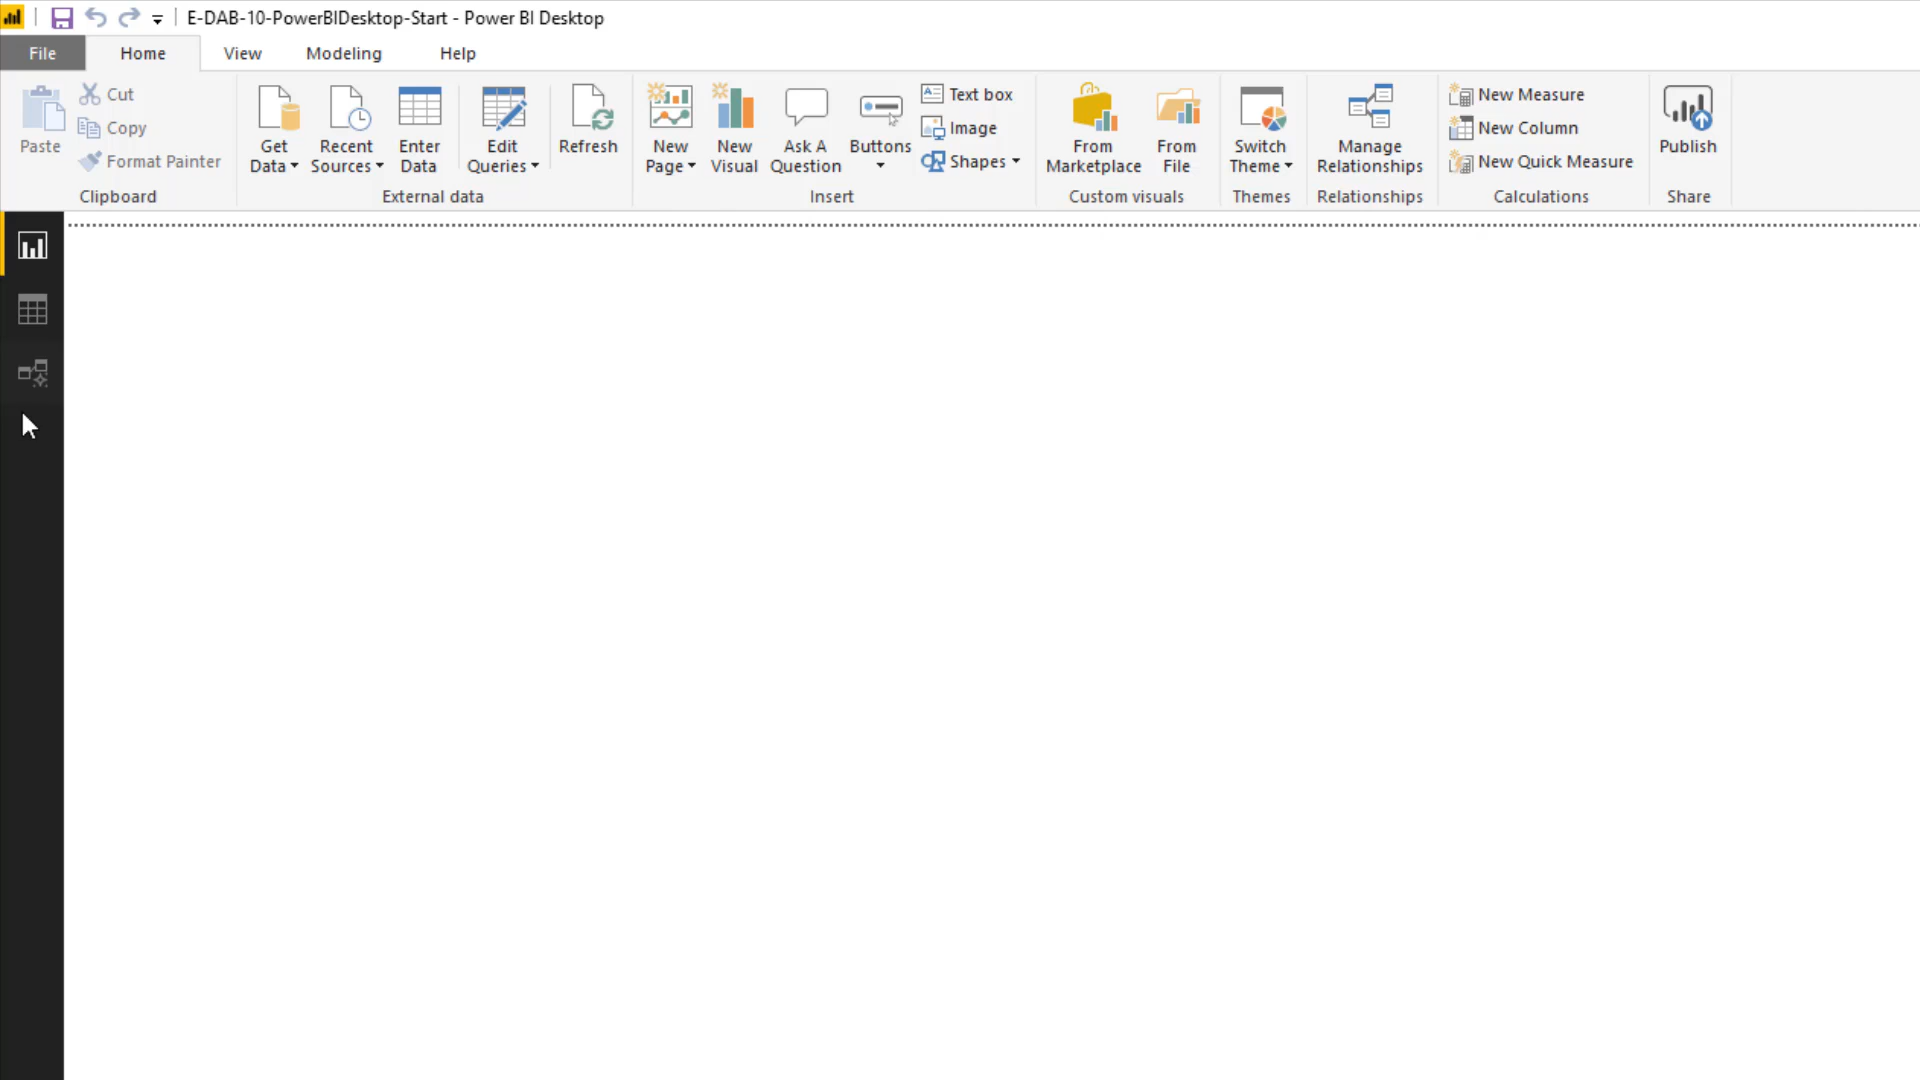 E-DAB-10-PowerBIDesktop-Start - Power BI Desktop
File Home View Modeling Help
Paste
Cut
Copy
Format Painter
Clipboard
Get
Data
Recent
Sources
Enter
Data
Edit
Queries
Refresh
External data
New
Page
New
Visual
Ask A
Question
Buttons
Text box
Image
Shapes
Insert
From
Marketplace
From
File
Custom visuals
Switch
Theme
Themes
Manage
Relationships
Relationships
New Measure
New Column
New Quick Measure
Calculations
Publish
Share